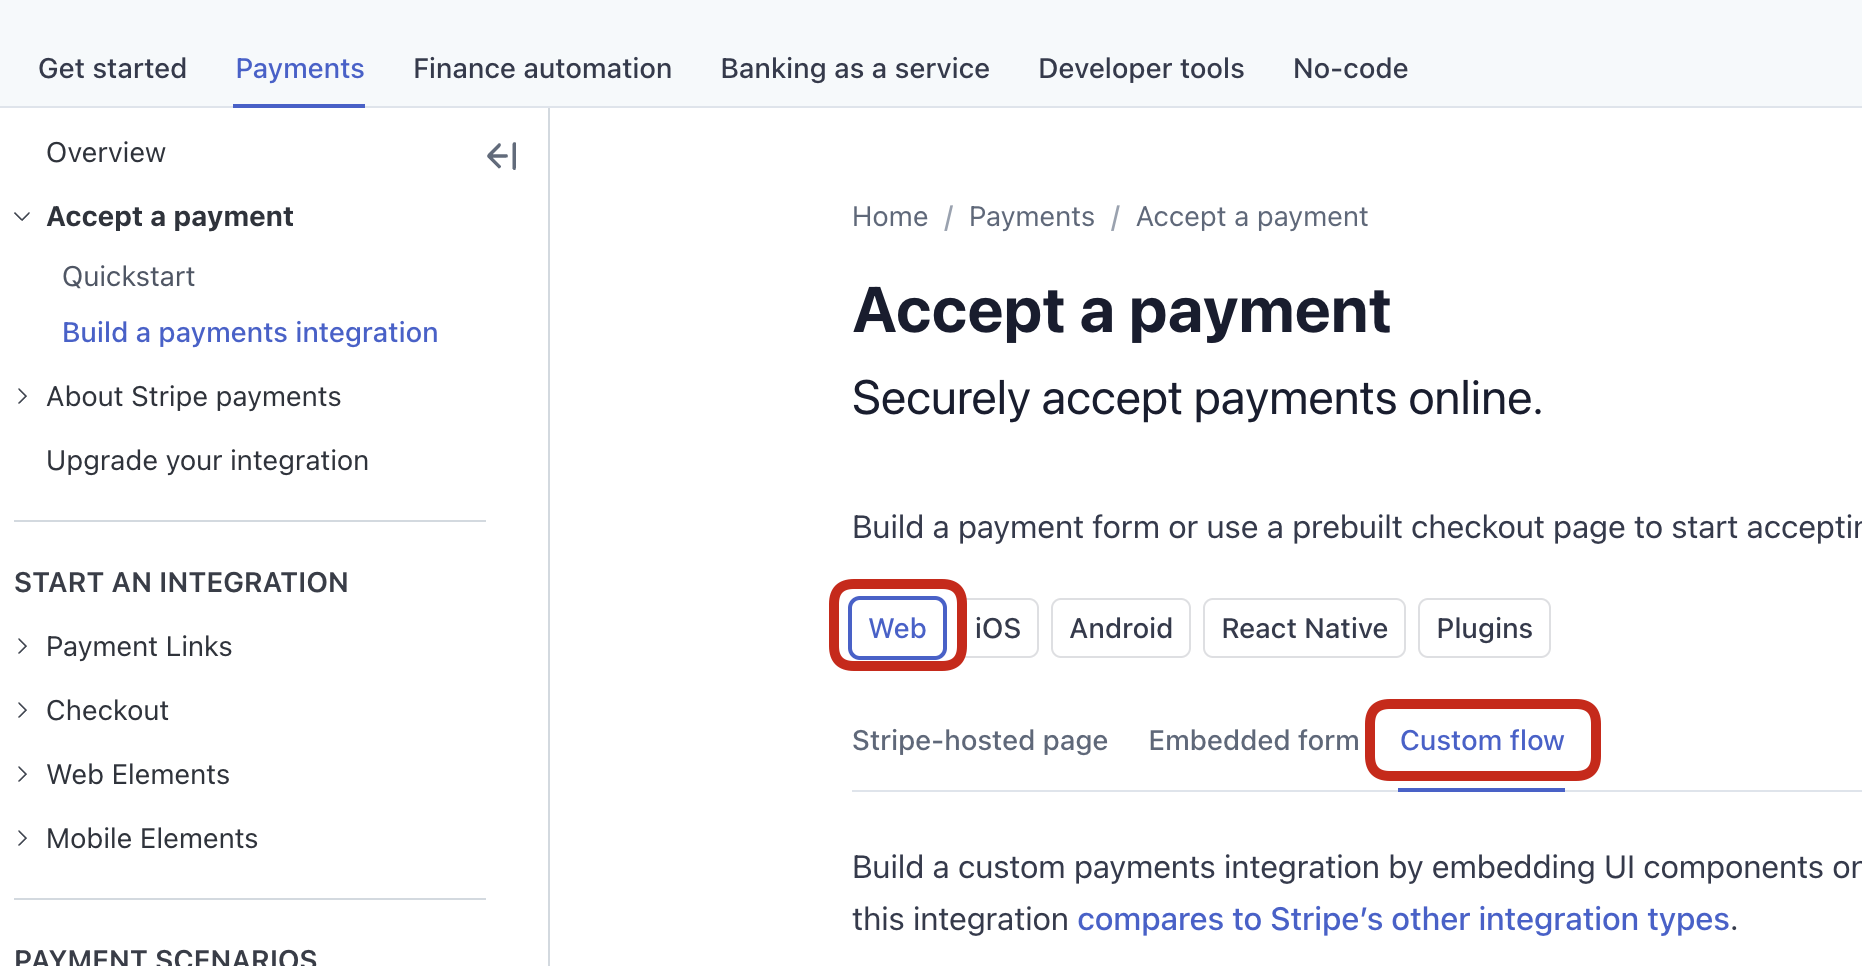 Get started Payments Finance automation Banking as a service Developer tools No-code
Overview
Accept a payment
Quickstart
Build a payments integration
About Stripe payments
Upgrade your integration
START AN INTEGRATION
Payment Links
Checkout
Web Elements
Mobile Elements
PAYMENT SCENARIOS
Home / Payments / Accept a payment
Accept a payment
Securely accept payments online.
Build a payment form or use a prebuilt checkout page to start
Web iOS Android React Native Plugins
Stripe-hosted page Embedded form Custom flow
Build a custom payments integration by embedding UI components
this integration compares to Stripe’s other integration types.